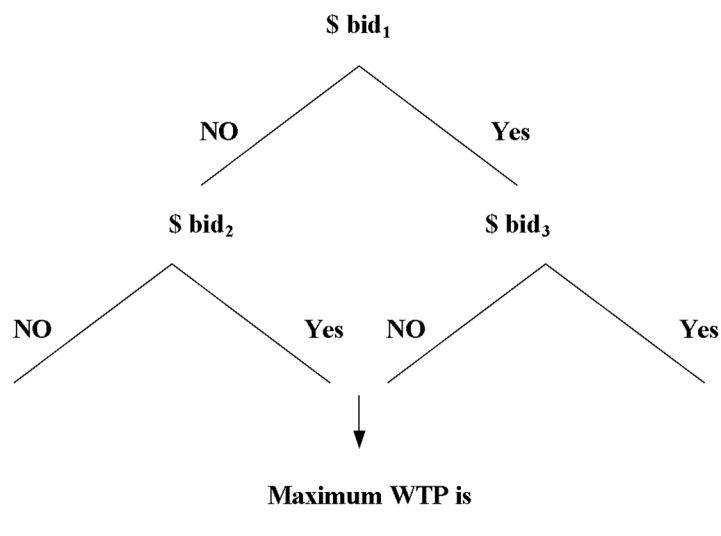 $ bid₁
NO Yes
$ bid₂ $ bid₃
NO Yes NO Yes
Maximum WTP is